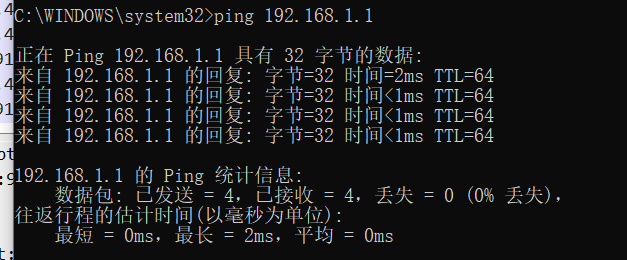 C:\WINDOWS\system32>ping 192.168.1.1
正在 Ping 192.168.1.1 具有 32 字节的数据:
来自 192.168.1.1 的回复: 字节=32 时间=2ms TTL=64
来自 192.168.1.1 的回复: 字节=32 时间<1ms TTL=64
来自 192.168.1.1 的回复: 字节=32 时间<1ms TTL=64
来自 192.168.1.1 的回复: 字节=32 时间<1ms TTL=64
192.168.1.1 的 Ping 统计信息:
数据包: 已发送 = 4，已接收 = 4，丢失 = 0 (0% 丢失)，
往返行程的估计时间(以毫秒为单位):
最短 = 0ms，最长 = 2ms，平均 = 0ms